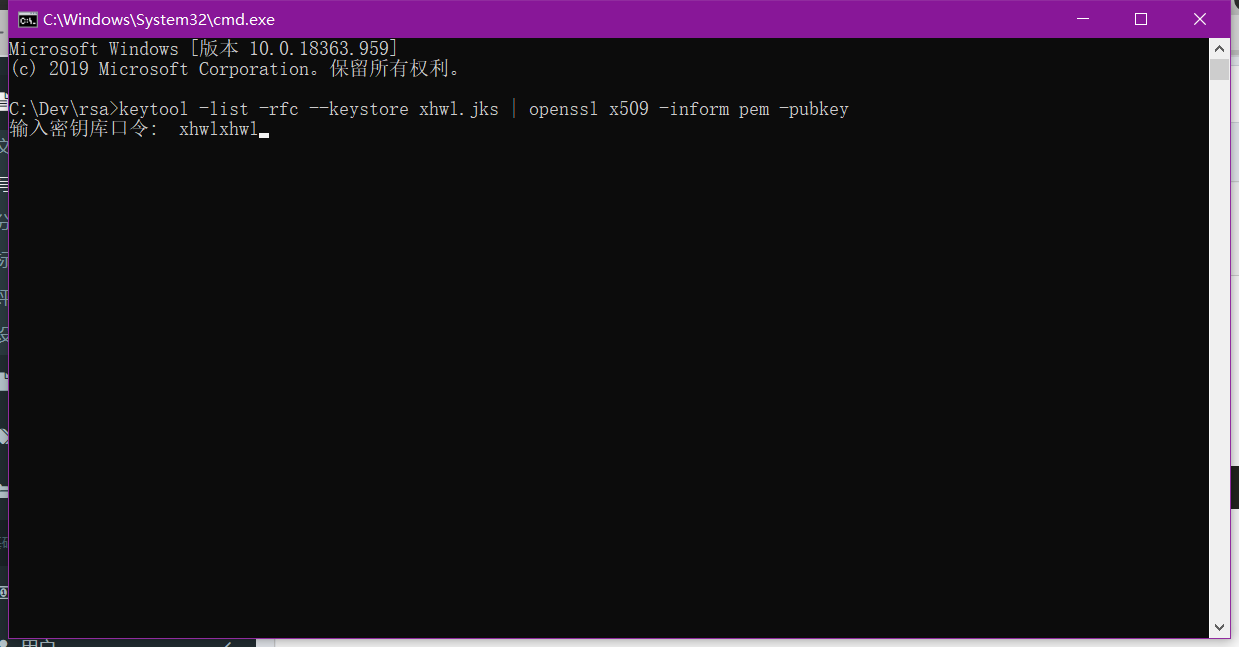 C:\Windows\System32\cmd.exe
Microsoft Windows [版本 10.0.18363.959]
(c) 2019 Microsoft Corporation。保留所有权利。
C:\Dev\rsa>keytool -list -rfc --keystore xhwl.jks | openssl x509 -inform pem -pubkey
输入密钥库口令:  xhwlxhwl